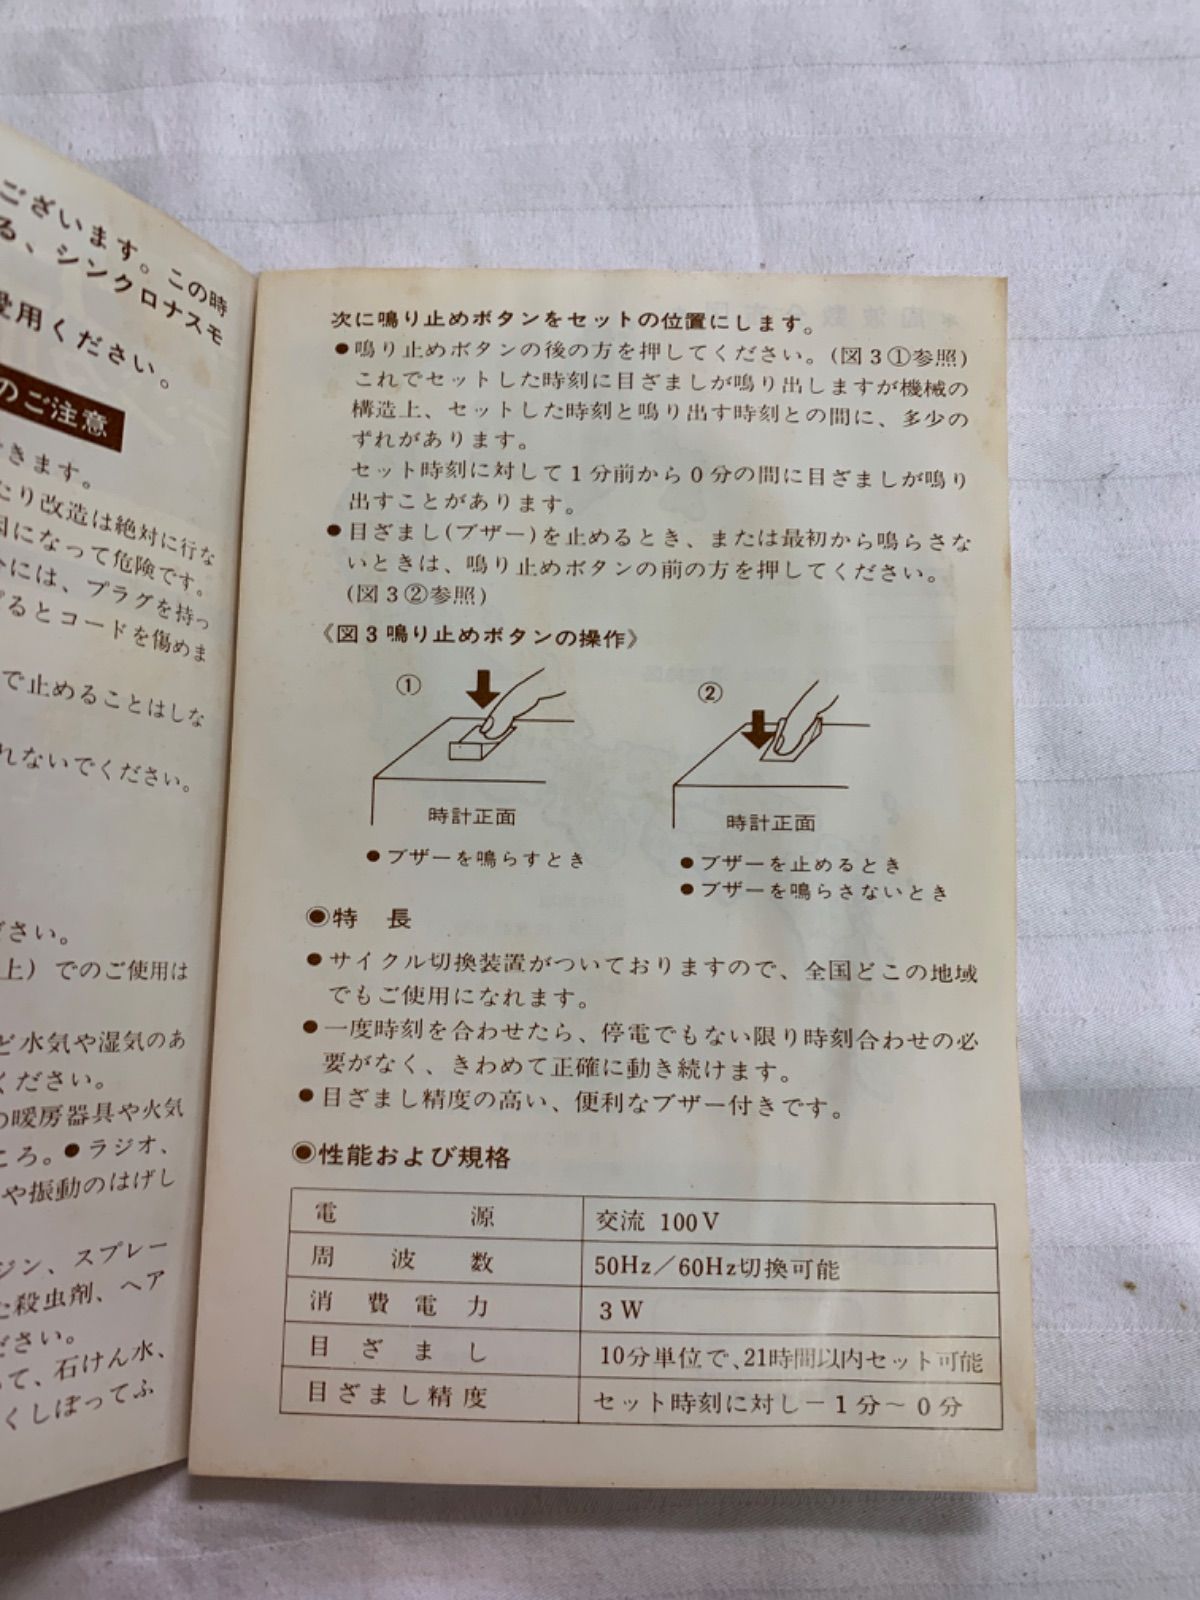 ございます。この時
る、シンクロナスモ
愛用ください。
のご注意
きます。
たり改造は絶対に行な
因になって危険です。
には、プラグを持っ
るとコードを傷めま
で止めることはしな
れないでください。
ださい。
上）でのご使用は
ど水気や湿気のあ
ください。
の暖房器具や火気
ころ。●ラジオ、
や振動のはげし
ジン、スプレー
た殺虫剤、ヘア
ださい。
って、石けん水、
くしぼってふ
次に鳴り止めボタンをセットの位置にします。
●鳴り止めボタンの後の方を押してください。(図3①参照)
これでセットした時刻に目ざましが鳴り出しますが機械の
構造上、セットした時刻と鳴り出す時刻との間に、多少の
ずれがあります。
セット時刻に対して1分前から0分の間に目ざましが鳴り
出すことがあります。
●目ざまし(ブザー)を止めるとき、または最初から鳴らさな
いときは、鳴り止めボタンの前の方を押してください。
(図3②参照)
《図3鳴り止めボタンの操作》
①
時計正面
●ブザーを鳴らすとき
②
時計正面
●ブザーを止めるとき
●ブザーを鳴らさないとき
◉特 長
●サイクル切換装置がついておりますので、全国どこの地域
でもご使用になれます。
●一度時刻を合わせたら、停電でもない限り時刻合わせの必
要がなく、きわめて正確に動き続けます。
●目ざまし精度の高い、便利なブザー付きです。
◉性能および規格
電 源 交流 100V
周 波 数 50Hz／60Hz切換可能
消 費 電 力 3W
目 ざ ま し 10分単位で、21時間以内セット可能
目ざまし精度 セット時刻に対し－1分～0分